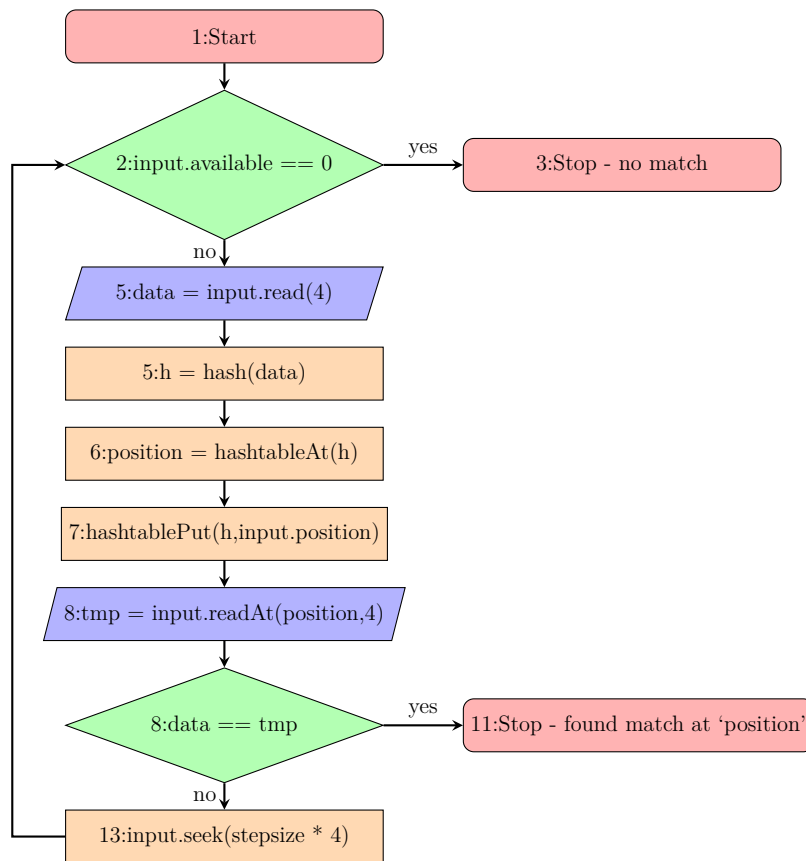 1:Start
2:input.available == 0
yes
3:Stop - no match
no
5:data = input.read(4)
5:h = hash(data)
6:position = hashtableAt(h)
7:hashtablePut(h,input.position)
8:tmp = input.readAt(position,4)
8:data == tmp
yes
11:Stop - found match at ‘position’
no
13:input.seek(stepsize * 4)